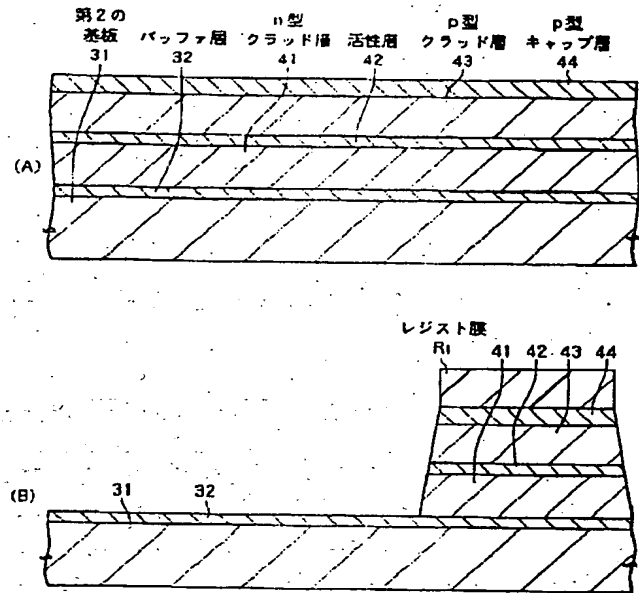 第2の
基板
31
バッファ層
32
n型
クラッド層
41
活性層
42
p型
クラッド層
43
p型
キャップ層
44
(A)
レジスト膜
R1
41
42
43
44
(B)
31
32